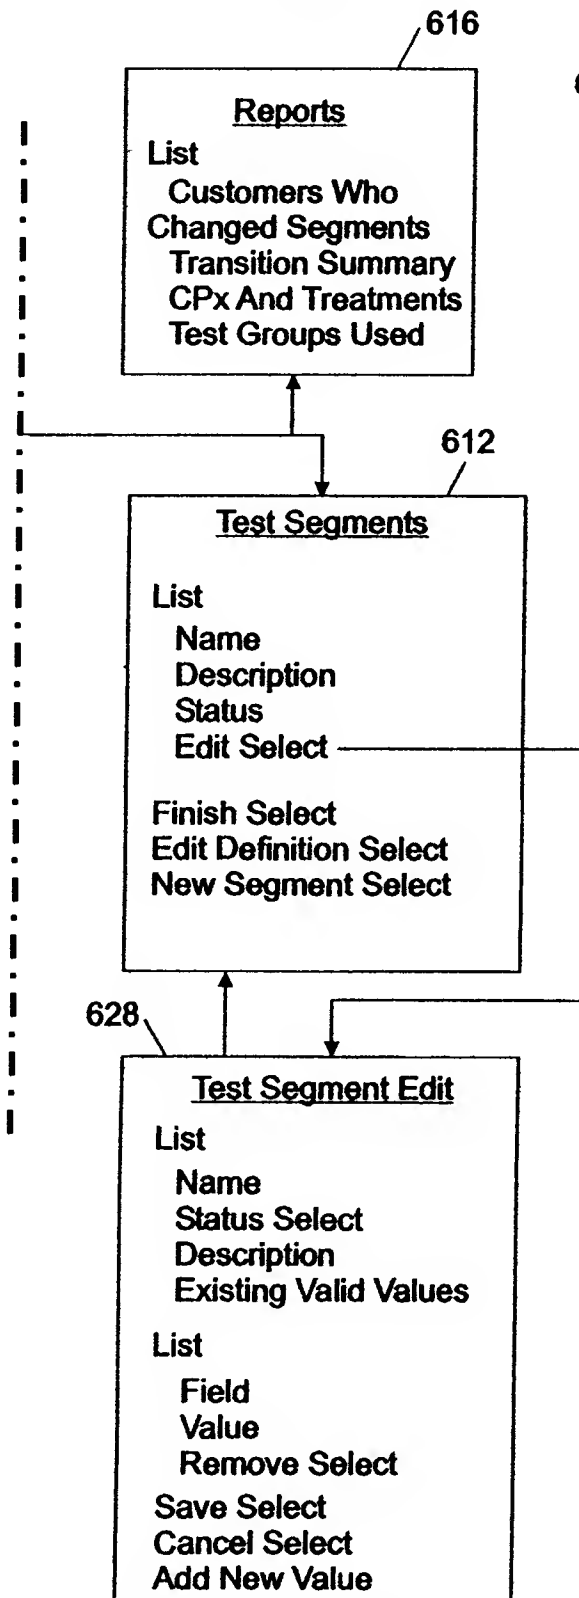 616
Reports
List
Customers Who
Changed Segments
Transition Summary
CPx And Treatments
Test Groups Used
612
Test Segments
List
Name
Description
Status
Edit Select
Finish Select
Edit Definition Select
New Segment Select
628
Test Segment Edit
List
Name
Status Select
Description
Existing Valid Values
List
Field
Value
Remove Select
Save Select
Cancel Select
Add New Value